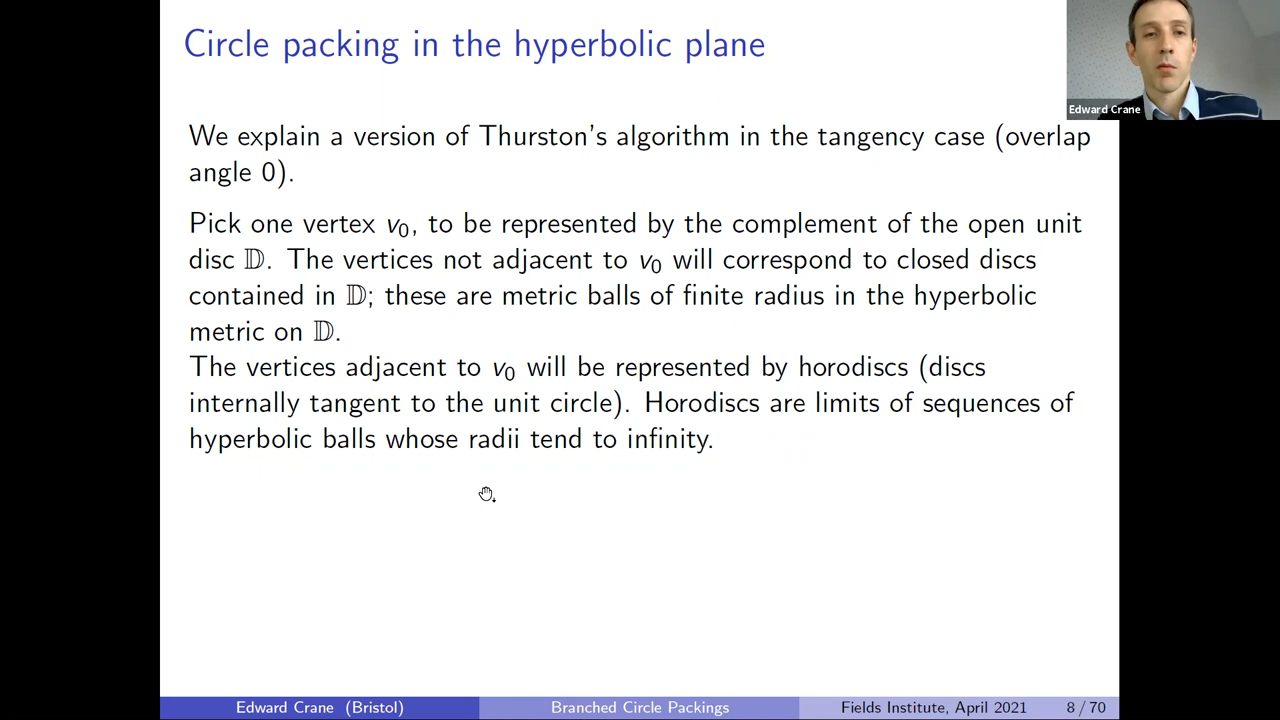 Circle packing in the hyperbolic plane
Edward Crane
We explain a version of Thurston's algorithm in the tangency case (overlap
angle 0).
Pick one vertex v₀, to be represented by the complement of the open unit
disc 𝔻. The vertices not adjacent to v₀ will correspond to closed discs
contained in 𝔻; these are metric balls of finite radius in the hyperbolic
metric on 𝔻.
The vertices adjacent to v₀ will be represented by horodiscs (discs
internally tangent to the unit circle). Horodiscs are limits of sequences of
hyperbolic balls whose radii tend to infinity.
Edward Crane (Bristol) Branched Circle Packings Fields Institute, April 2021 8 / 70